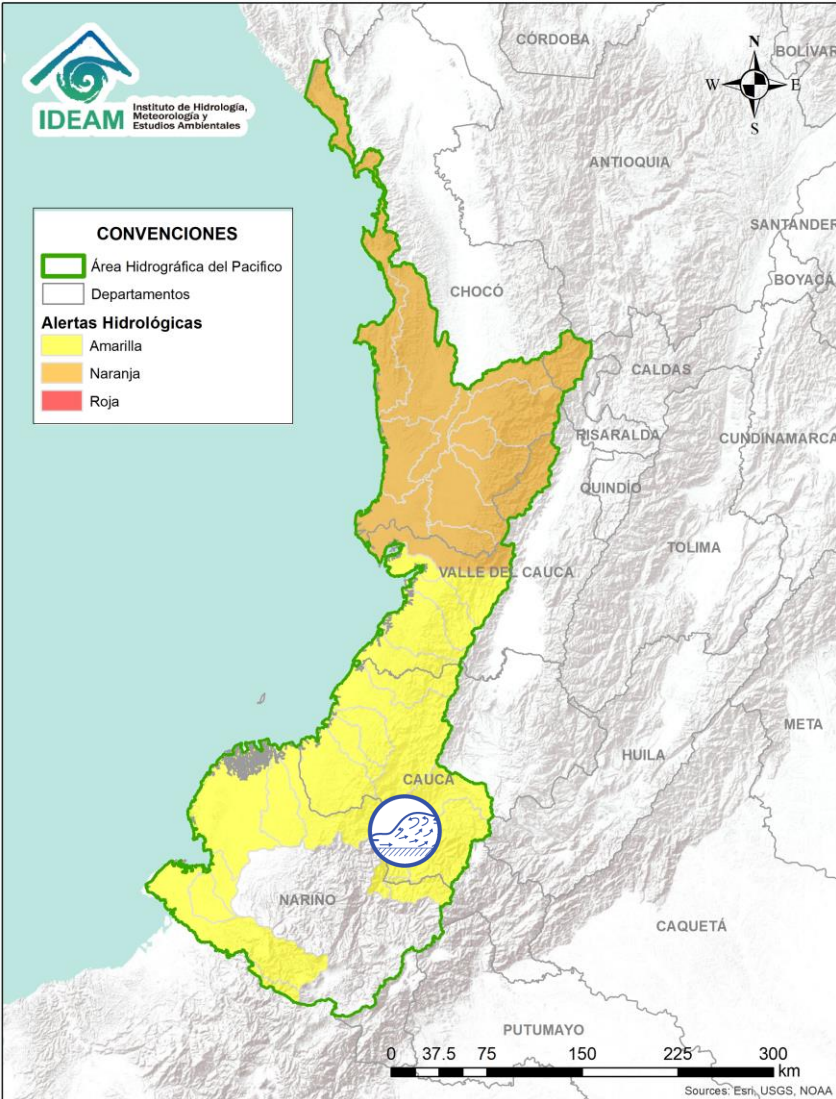 IDEAM
Instituto de Hidrología,
Meteorología y
Estudios Ambientales
CÓRDOBA
BOLÍVAR
N
W
E
S
ANTIOQUIA
SANTANDER
BOYACÁ
CONVENCIONES
Área Hidrográfica del Pacifico
Departamentos
Alertas Hidrológicas
Amarilla
Naranja
Roja
CHOCÓ
CALDAS
RISARALDA
CUNDINAMARCA
QUINDÍO
TOLIMA
VALLE DEL CAUCA
META
HUILA
CAUCA
NARIÑO
CAQUETÁ
PUTUMAYO
0 37.5 75 150 225 300
km
Sources: Esri, USGS, NOAA